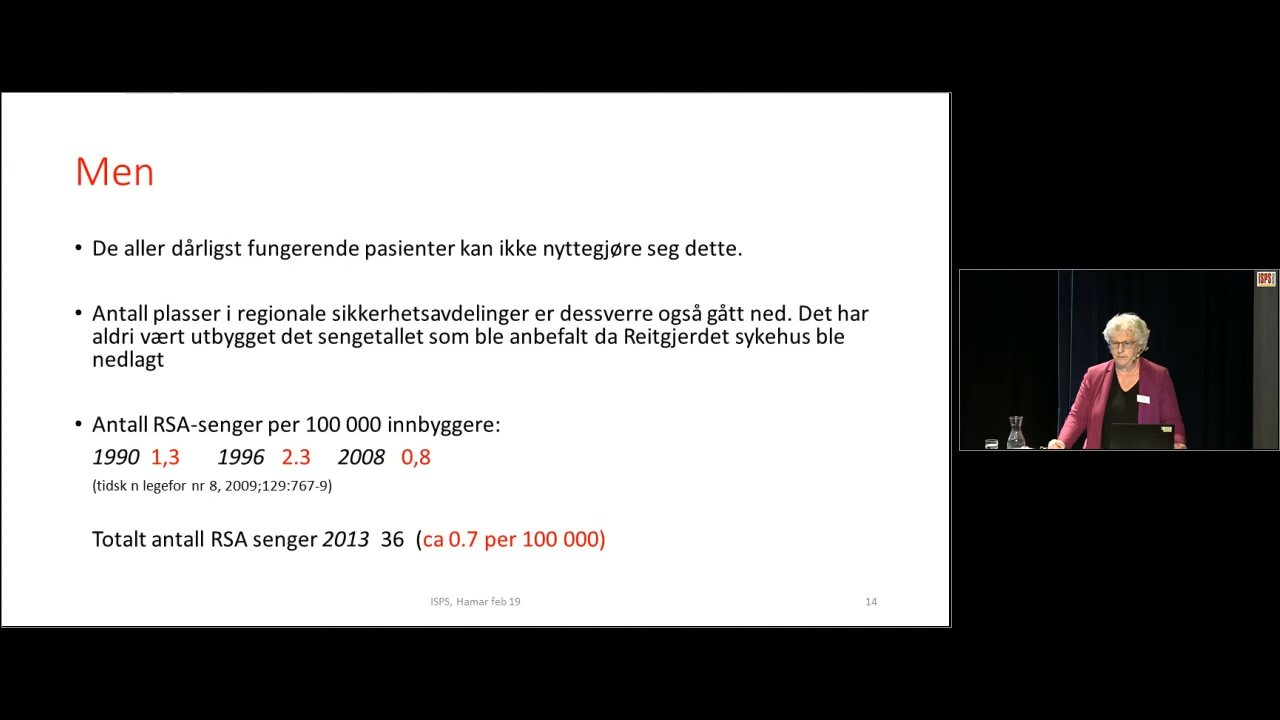 Men
• De aller dårligst fungerende pasienter kan ikke nyttegjøre seg dette.
• Antall plasser i regionale sikkerhetsavdelinger er dessverre også gått ned. Det har
aldri vært utbygget det sengetallet som ble anbefalt da Reitgjerdet sykehus ble
nedlagt
• Antall RSA-senger per 100 000 innbyggere:
1990 1,3 1996 2.3 2008 0,8
(tidsk n legefor nr 8, 2009;129:767-9)
Totalt antall RSA senger 2013 36 (ca 0.7 per 100 000)
ISPS, Hamar feb 19 14
ISPS